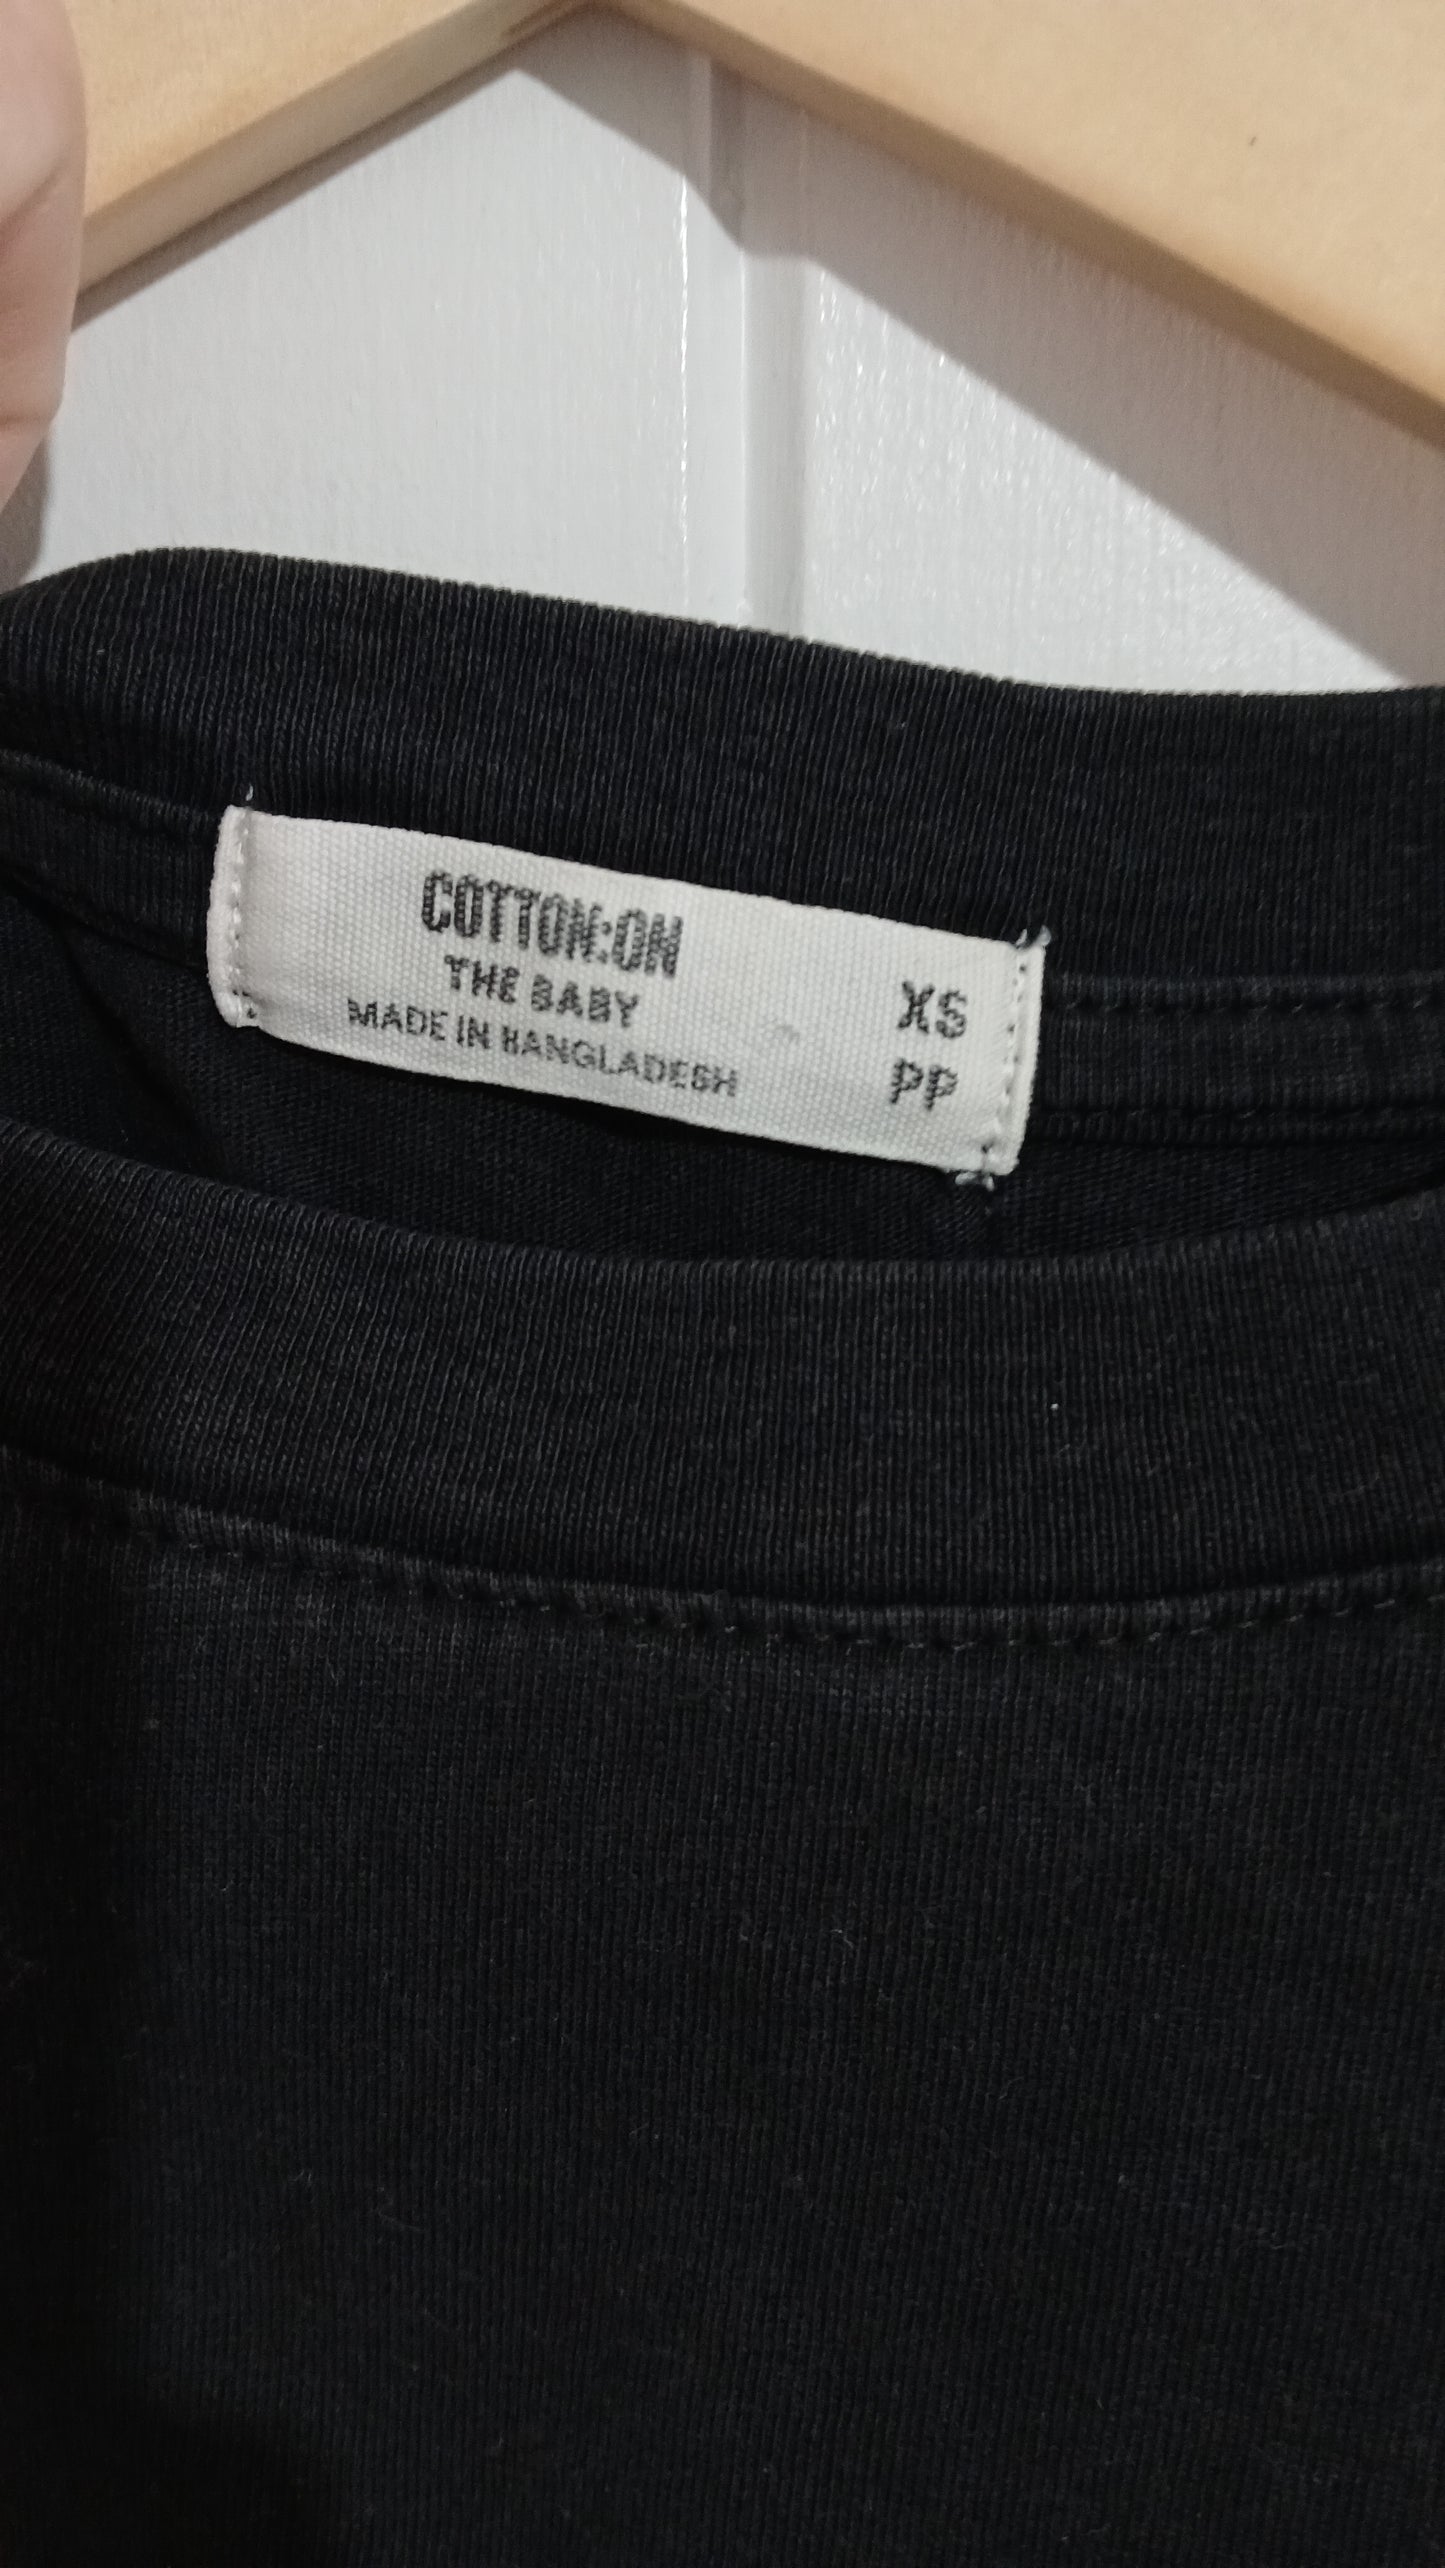 COTTON:ON
THE BABY
MADE IN BANGLADESH
XS
PP